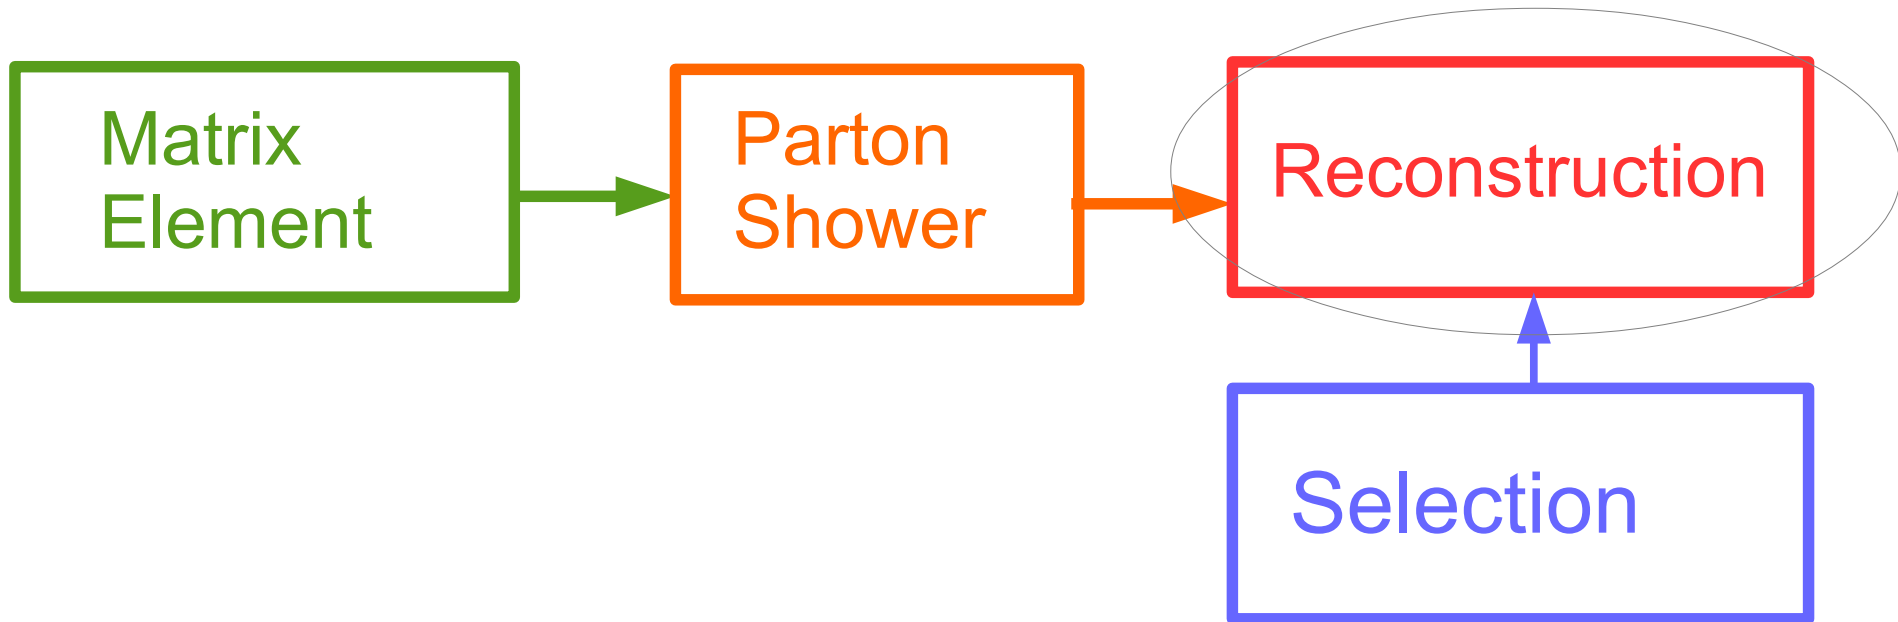 Matrix
Element
Parton
Shower
Reconstruction
Selection